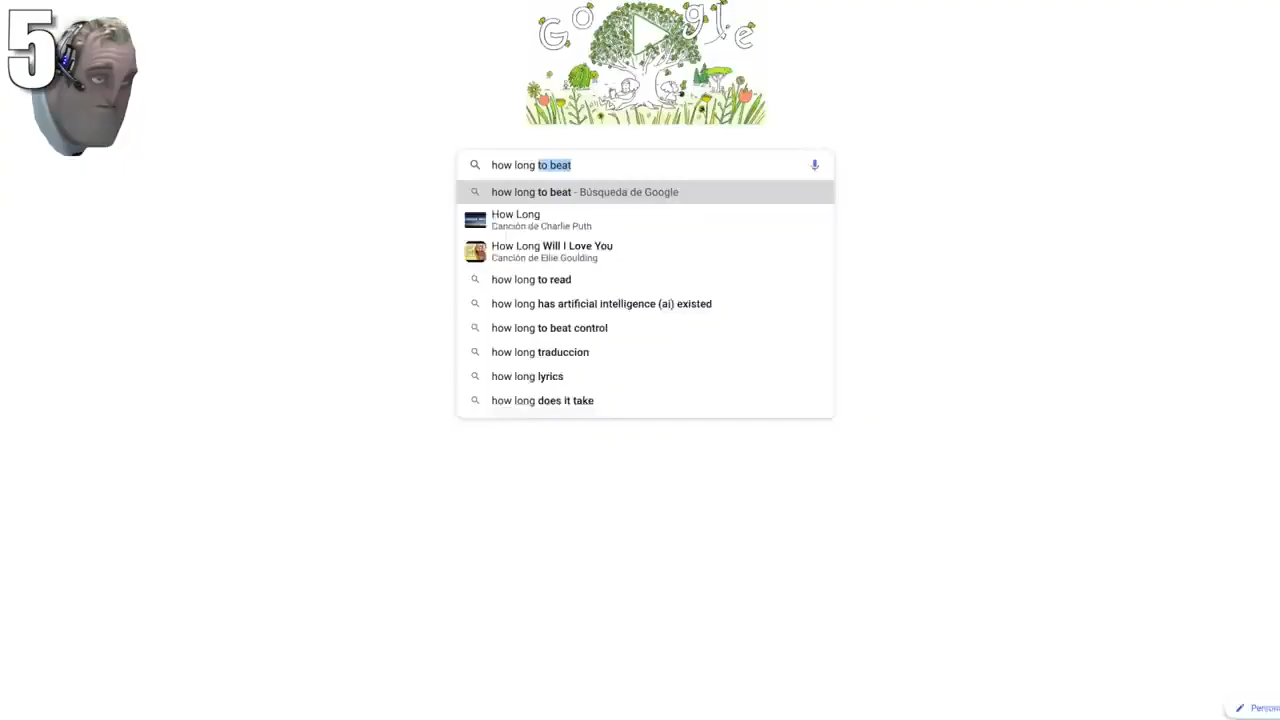 5
Google
how long to beat
how long to beat - Búsqueda de Google
How Long
Canción de Charlie Puth
How Long Will I Love You
Canción de Ellie Goulding
how long to read
how long has artificial intelligence (ai) existed
how long to beat control
how long traduccion
how long lyrics
how long does it take